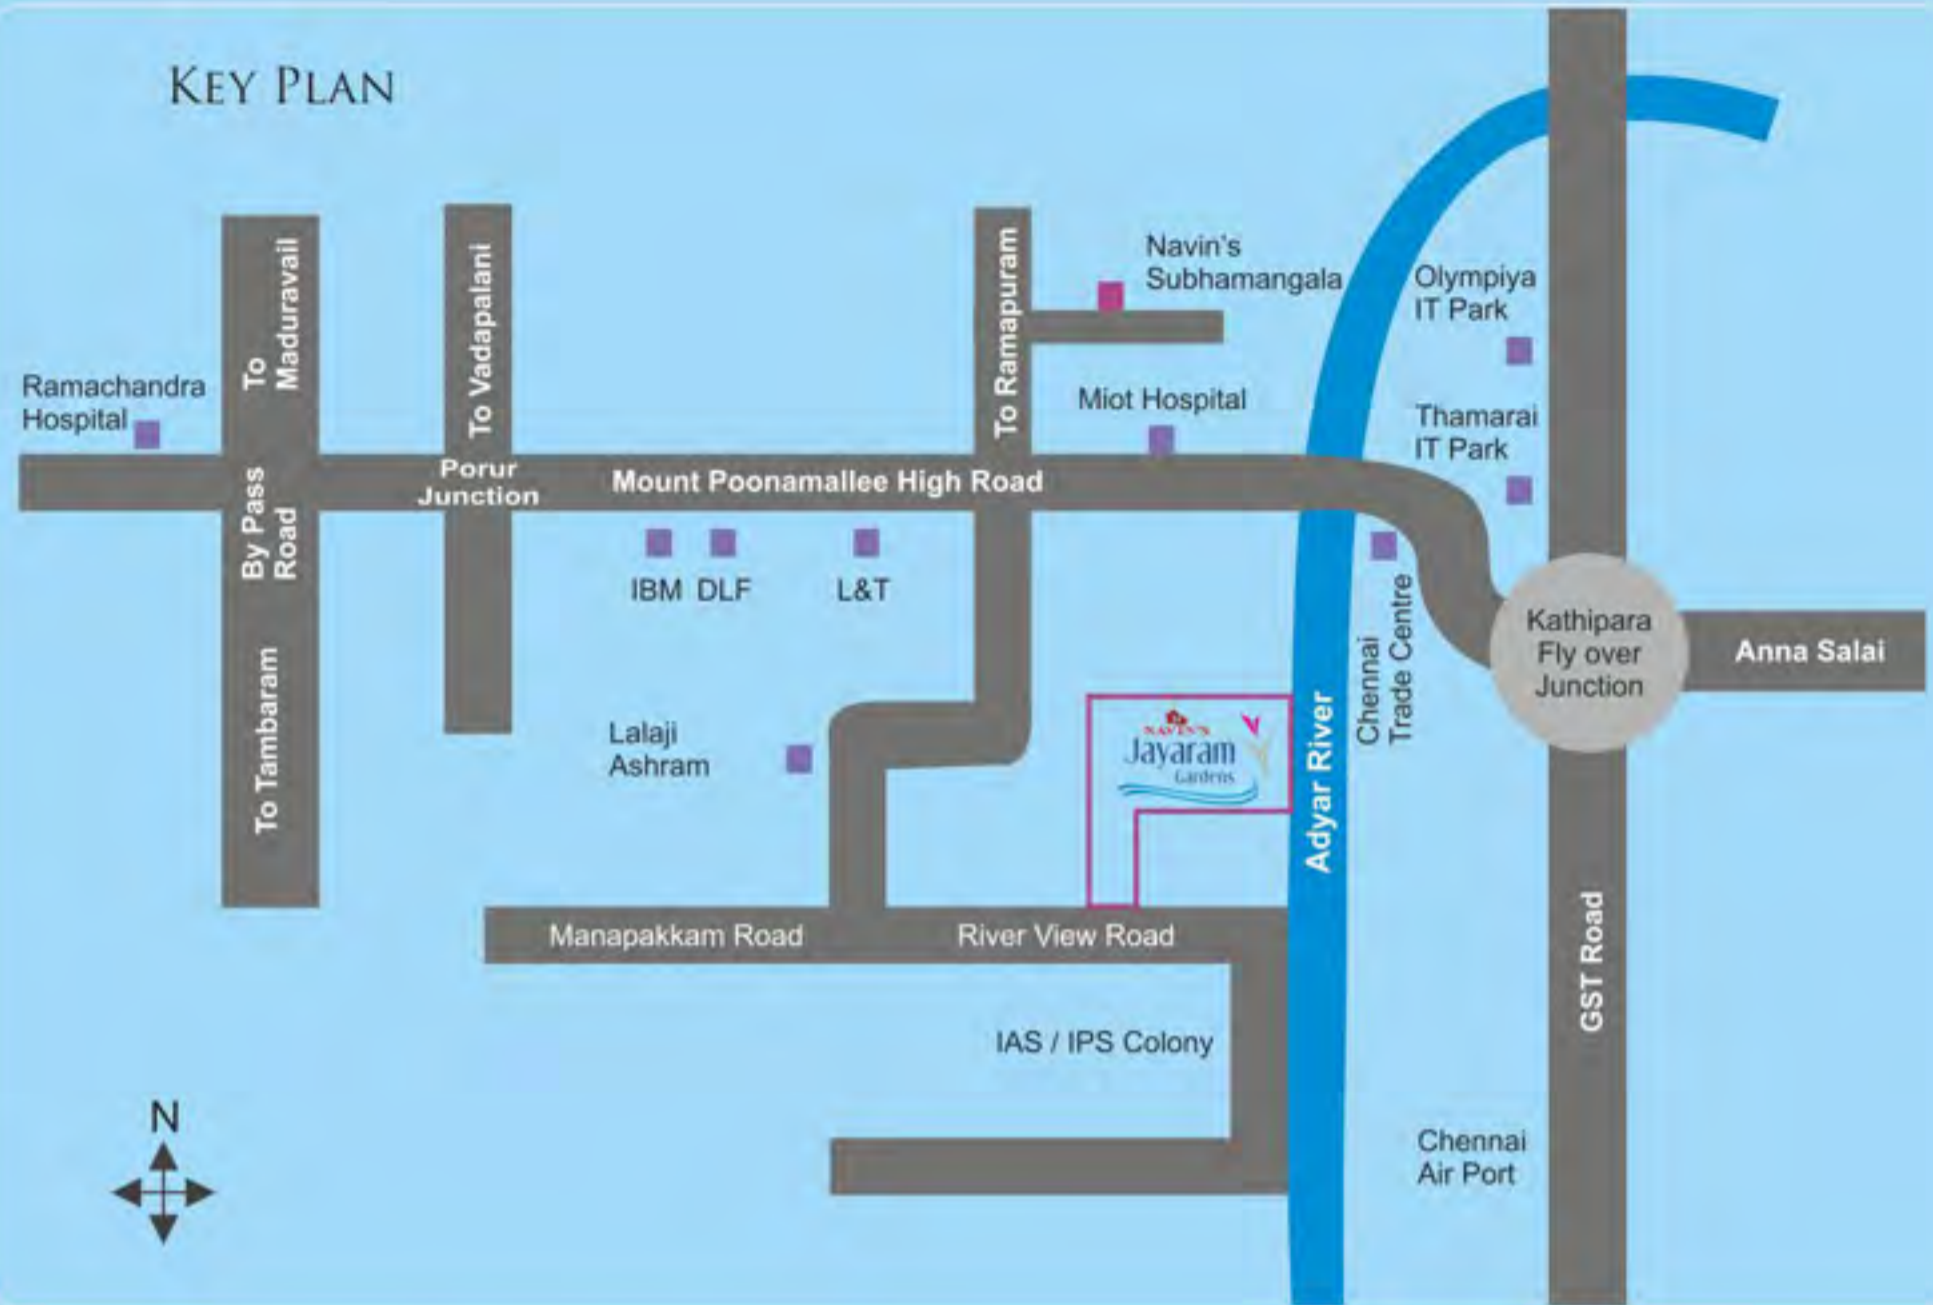 KEY PLAN
To
Maduravail
To Vadapalani
To Ramapuram
Navin's
Subhamangala
Olympiya
IT Park
Ramachandra
Hospital
Miot Hospital
Thamarai
IT Park
By Pass
Road
Porur
Junction
Mount Poonamallee High Road
IBM
DLF
L&T
Chennai
Trade Centre
Kathipara
Fly over
Junction
Anna Salai
To Tambaram
Lalaji
Ashram
NAVIN'S
Jayaram
Gardens
Adyar River
Manapakkam Road
River View Road
GST Road
IAS / IPS Colony
N
Chennai
Air Port